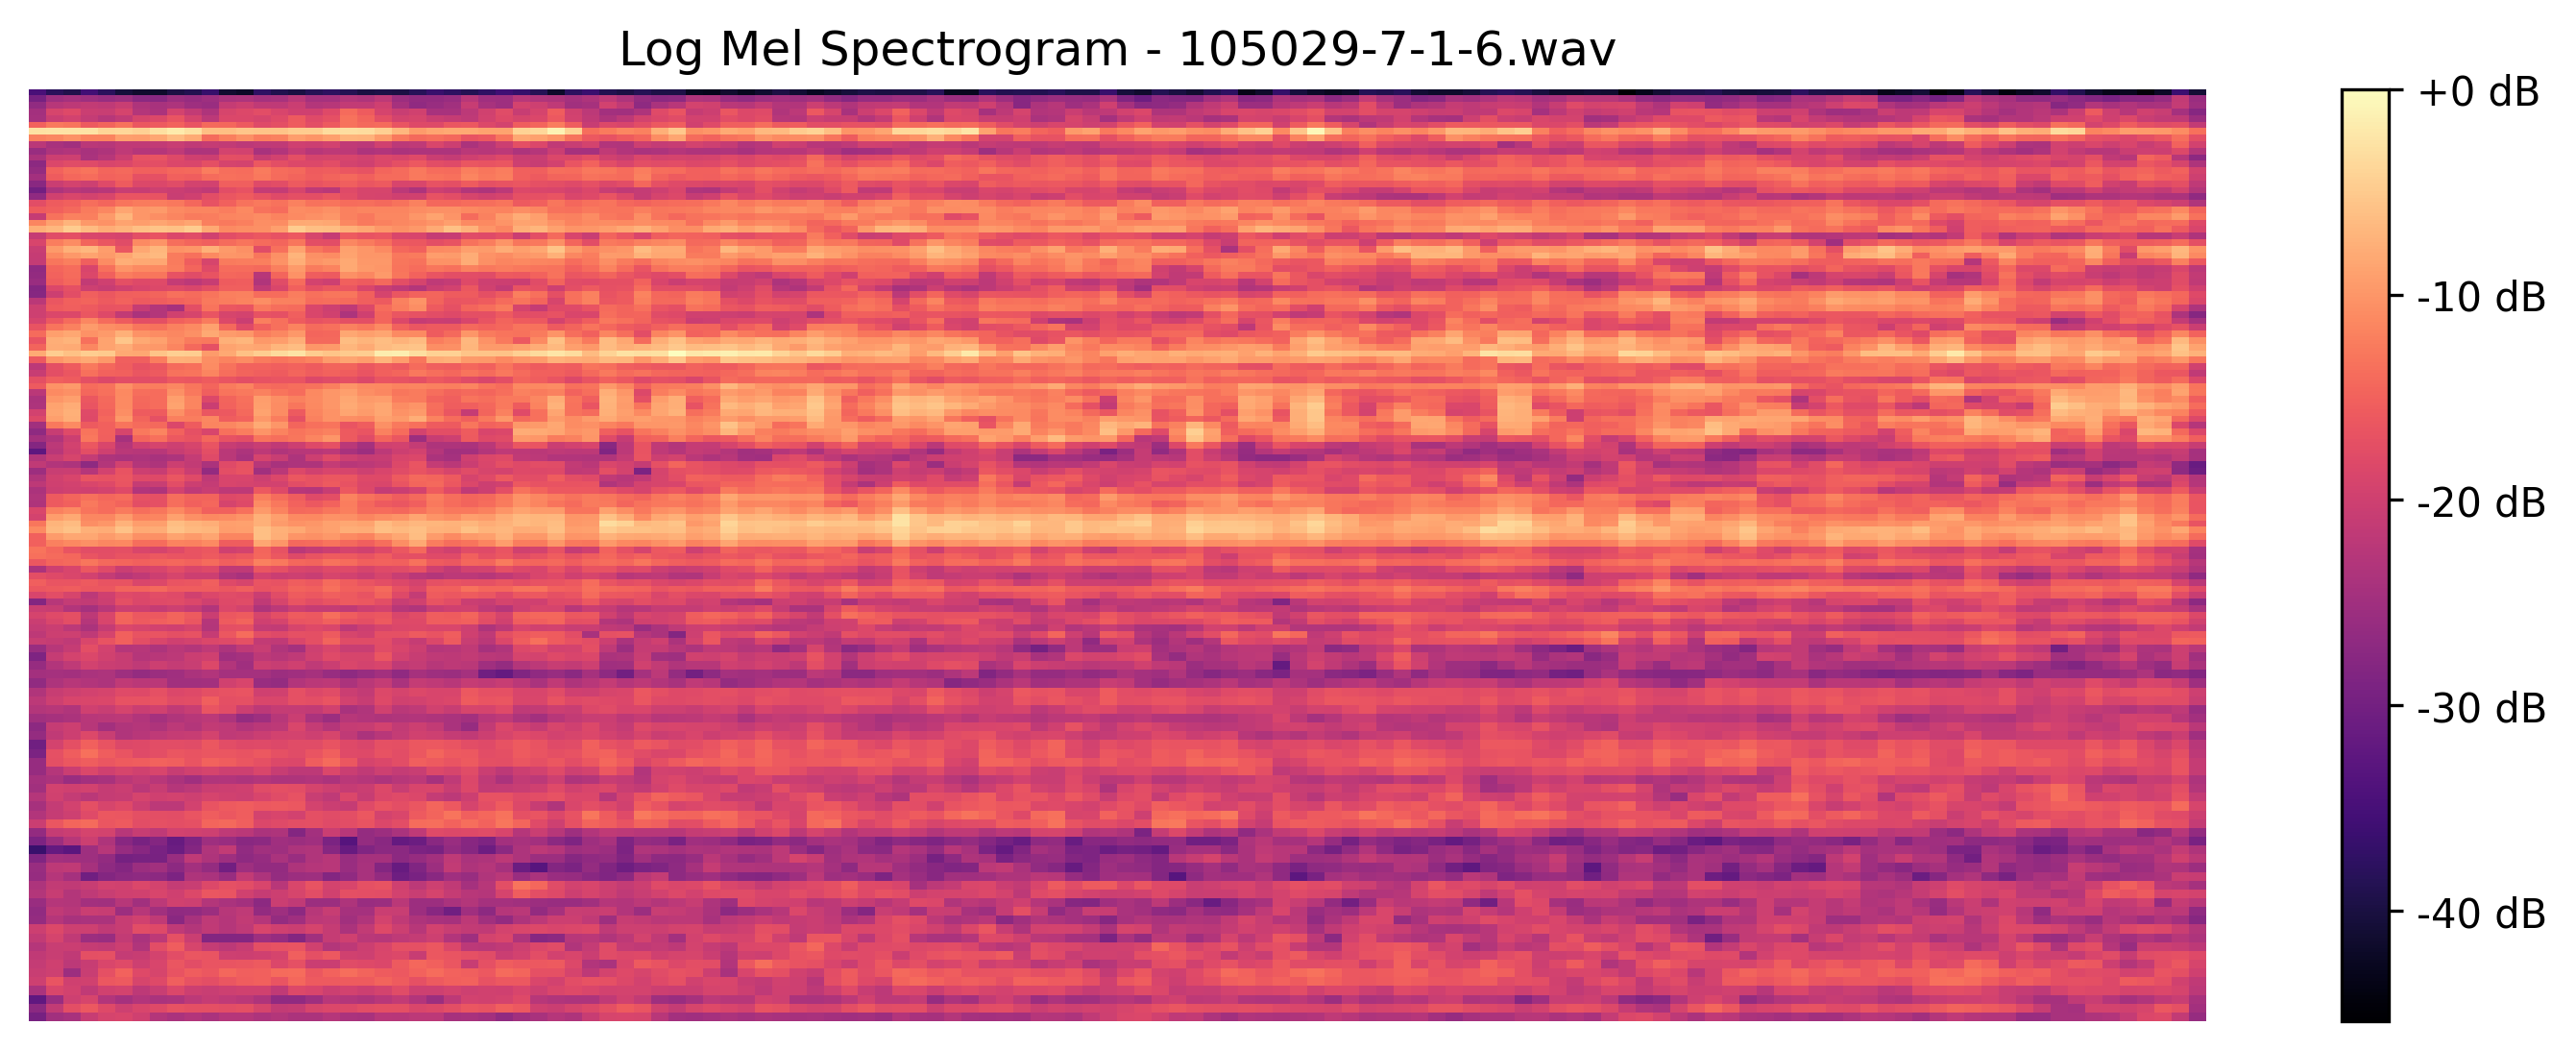 Log Mel Spectrogram - 105029-7-1-6.wav
+0 dB
-10 dB
-20 dB
-30 dB
-40 dB